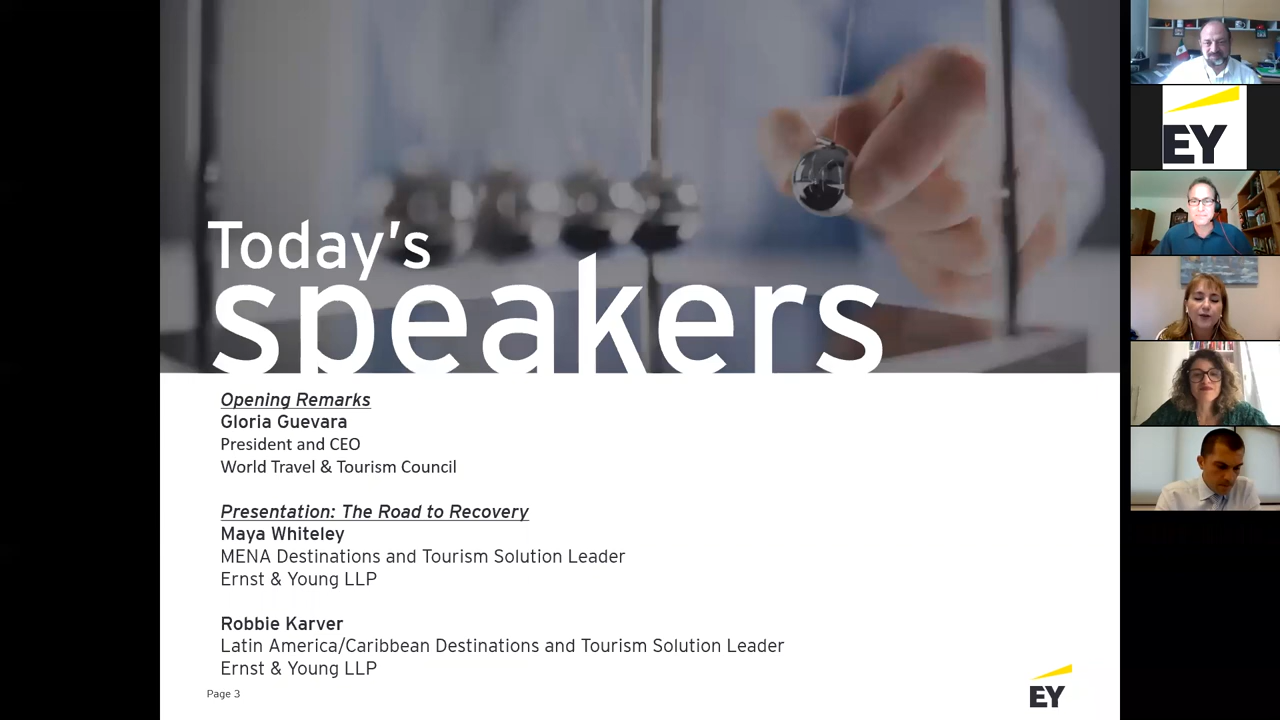 Today's
speakers
Opening Remarks
Gloria Guevara
President and CEO
World Travel & Tourism Council
Presentation: The Road to Recovery
Maya Whiteley
MENA Destinations and Tourism Solution Leader
Ernst & Young LLP
Robbie Karver
Latin America/Caribbean Destinations and Tourism Solution Leader
Ernst & Young LLP
Page 3
EY
EY